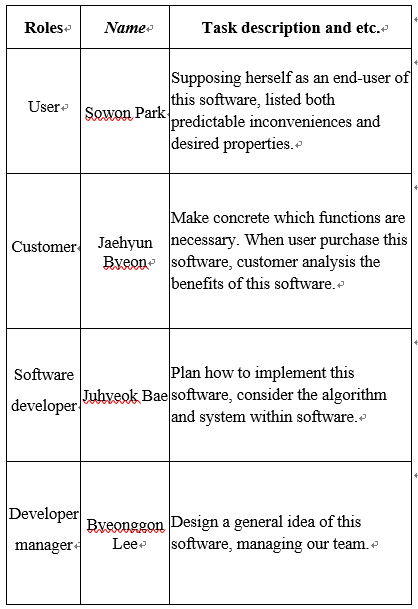 Roles Name Task description and etc.
User Sowon Park Supposing herself as an end-user of
this software, listed both
predictable inconveniences and
desired properties.
Customer Jaehyun
Byeon Make concrete which functions are
necessary. When user purchase this
software, customer analysis the
benefits of this software.
Software
developer Juhyeok Bae Plan how to implement this
software, consider the algorithm
and system within software.
Developer
manager Byeonggon
Lee Design a general idea of this
software, managing our team.